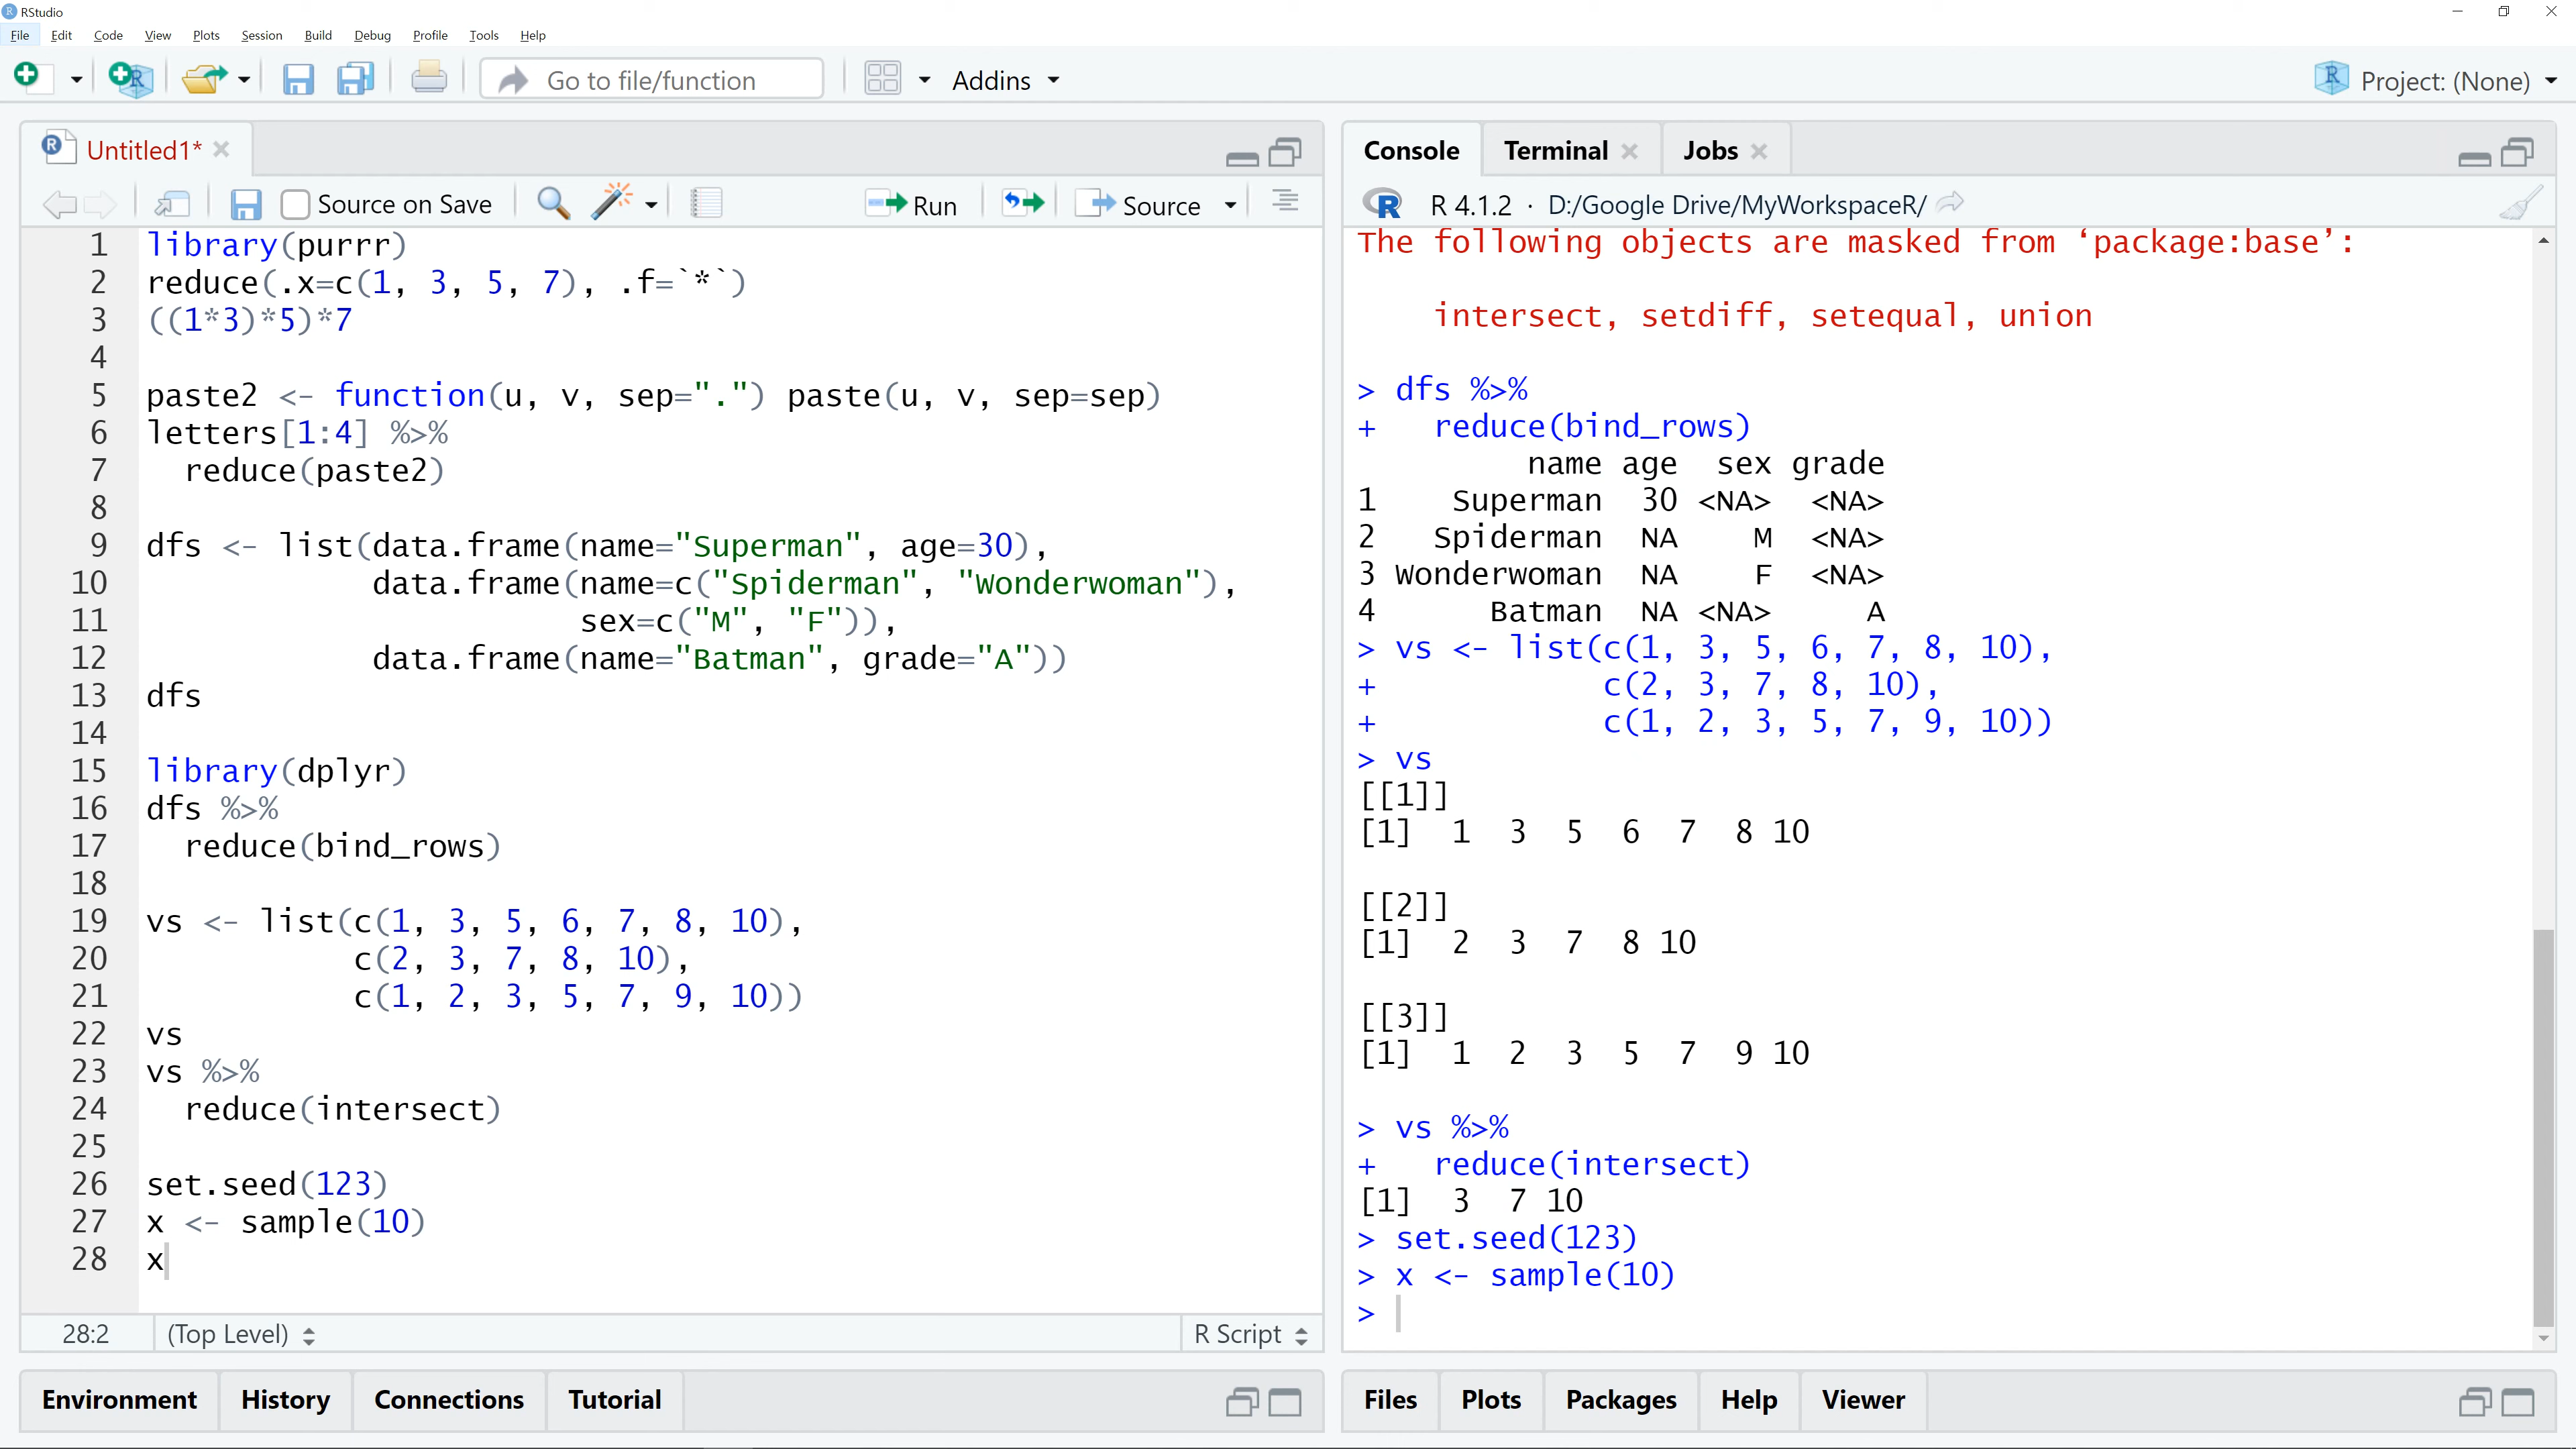 RStudio
File Edit Code View Plots Session Build Debug Profile Tools Help
Go to file/function Addins Project: (None)
Untitled1*
Source on Save Run Source
1 library(purrr)
2 reduce(.x=c(1, 3, 5, 7), .f=`*`)
3 ((1*3)*5)*7
4
5 paste2 <- function(u, v, sep=".") paste(u, v, sep=sep)
6 letters[1:4] %>%
7   reduce(paste2)
8
9 dfs <- list(data.frame(name="Superman", age=30),
10             data.frame(name=c("Spiderman", "Wonderwoman"),
11                        sex=c("M", "F")),
12             data.frame(name="Batman", grade="A"))
13 dfs
14
15 library(dplyr)
16 dfs %>%
17   reduce(bind_rows)
18
19 vs <- list(c(1, 3, 5, 6, 7, 8, 10),
20            c(2, 3, 7, 8, 10),
21            c(1, 2, 3, 5, 7, 9, 10))
22 vs
23 vs %>%
24   reduce(intersect)
25
26 set.seed(123)
27 x <- sample(10)
28 x
28:2 (Top Level) R Script
Environment History Connections Tutorial
Console Terminal Jobs
R 4.1.2 · D:/Google Drive/MyWorkspaceR/
The following objects are masked from ‘package:base’:
intersect, setdiff, setequal, union
> dfs %>%
+   reduce(bind_rows)
         name age  sex grade
1    Superman  30 <NA>  <NA>
2   Spiderman  NA    M  <NA>
3 Wonderwoman  NA    F  <NA>
4      Batman  NA <NA>     A
> vs <- list(c(1, 3, 5, 6, 7, 8, 10),
+            c(2, 3, 7, 8, 10),
+            c(1, 2, 3, 5, 7, 9, 10))
> vs
[[1]]
[1]  1  3  5  6  7  8 10
[[2]]
[1]  2  3  7  8 10
[[3]]
[1]  1  2  3  5  7  9 10
> vs %>%
+   reduce(intersect)
[1]  3  7 10
> set.seed(123)
> x <- sample(10)
>
Files Plots Packages Help Viewer